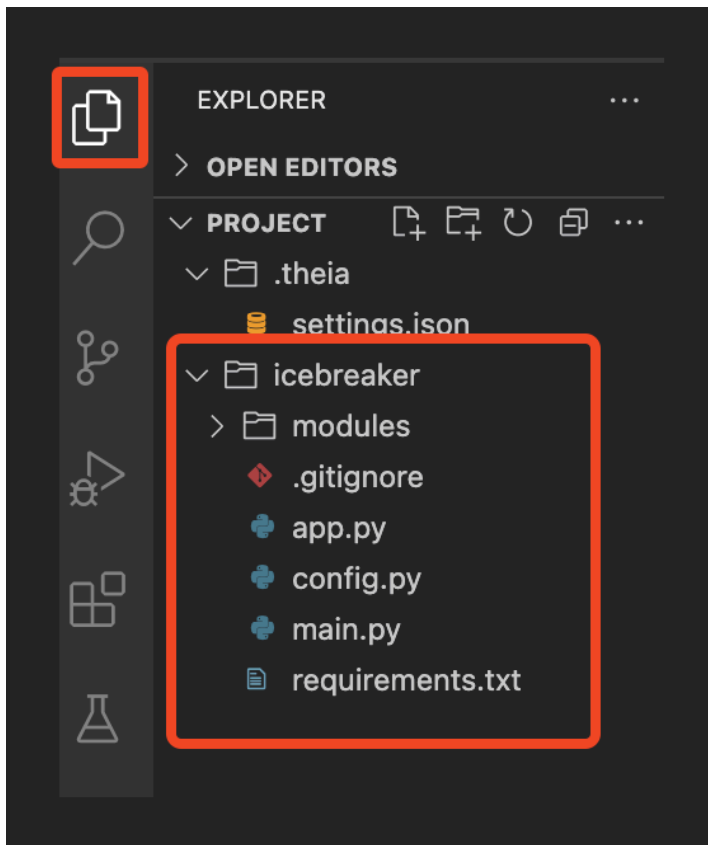 EXPLORER
OPEN EDITORS
PROJECT
.theia
settings.json
icebreaker
modules
.gitignore
app.py
config.py
main.py
requirements.txt